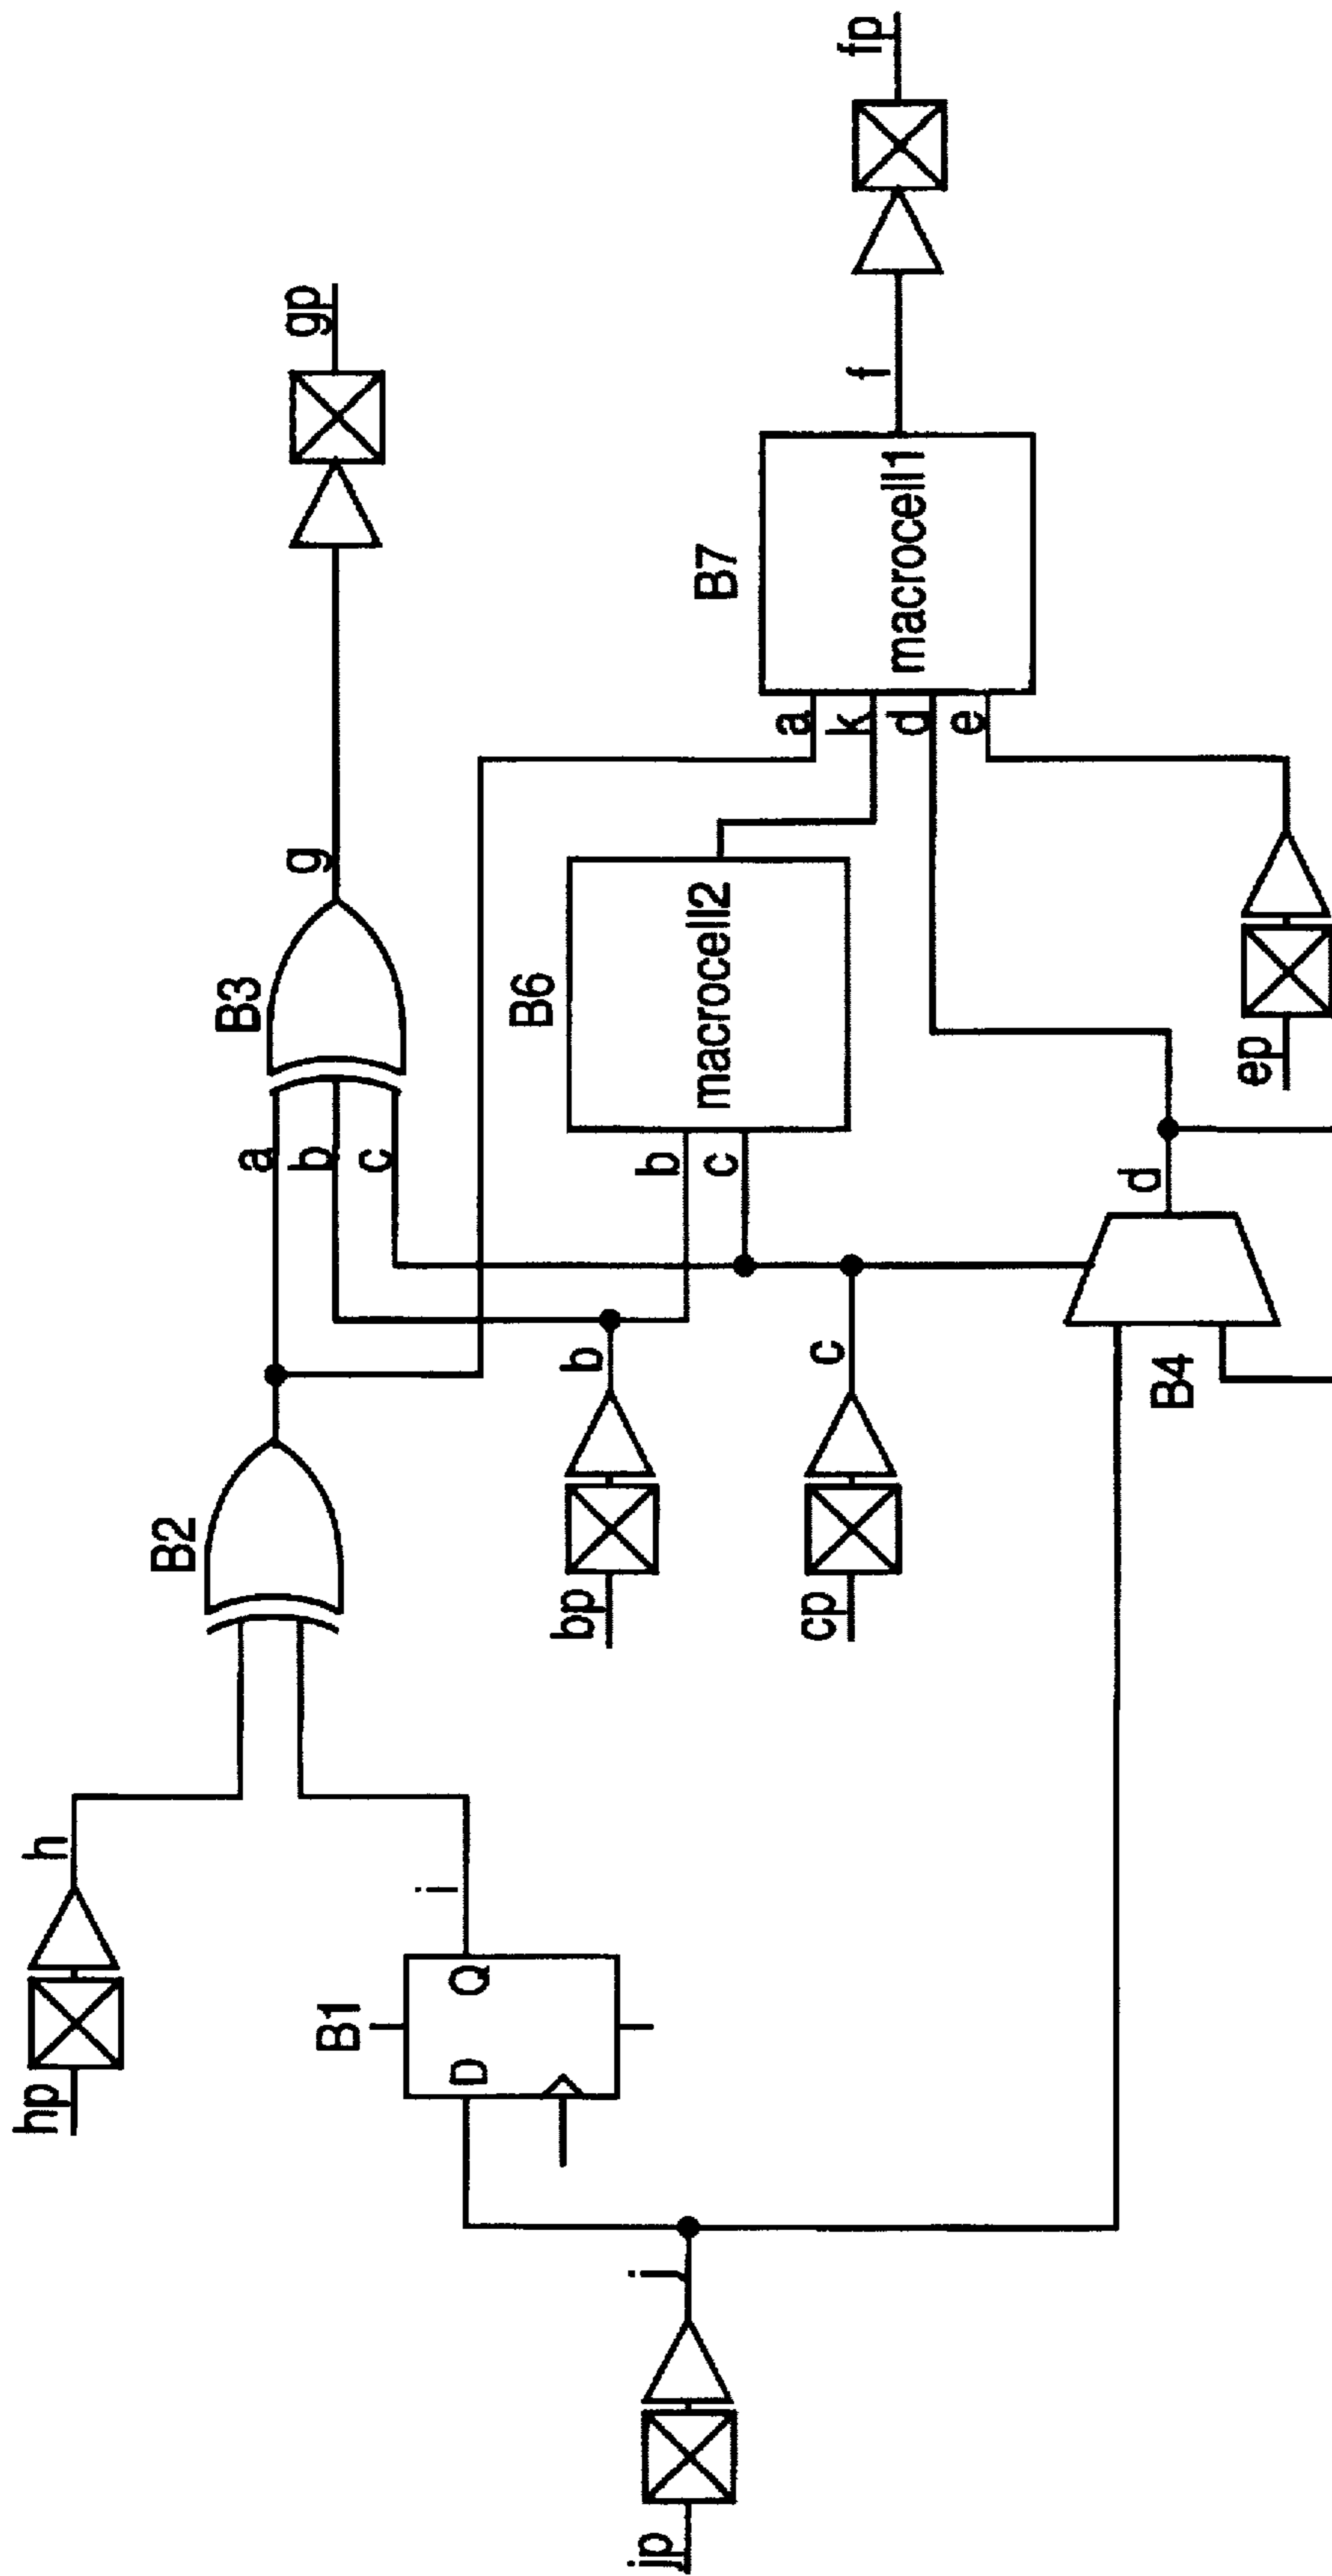 hp
h
B2
B3
g
gp
a
b
c
B1
D
Q
i
bp
b
B6
b
c
macrocell2
B7
a
k
d
e
macrocell1
f
fp
jp
j
cp
c
B4
d
ep